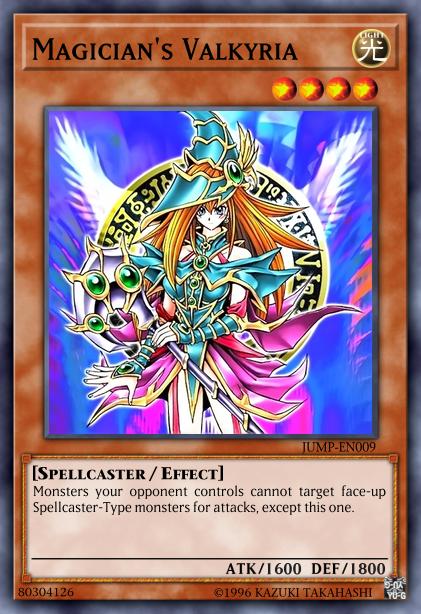 Magician's Valkyria
LIGHT
光
JUMP-EN009
[Spellcaster / Effect]
Monsters your opponent controls cannot target face-up
Spellcaster-Type monsters for attacks, except this one.
ATK/1600 DEF/1800
80304126
©1996 KAZUKI TAKAHASHI